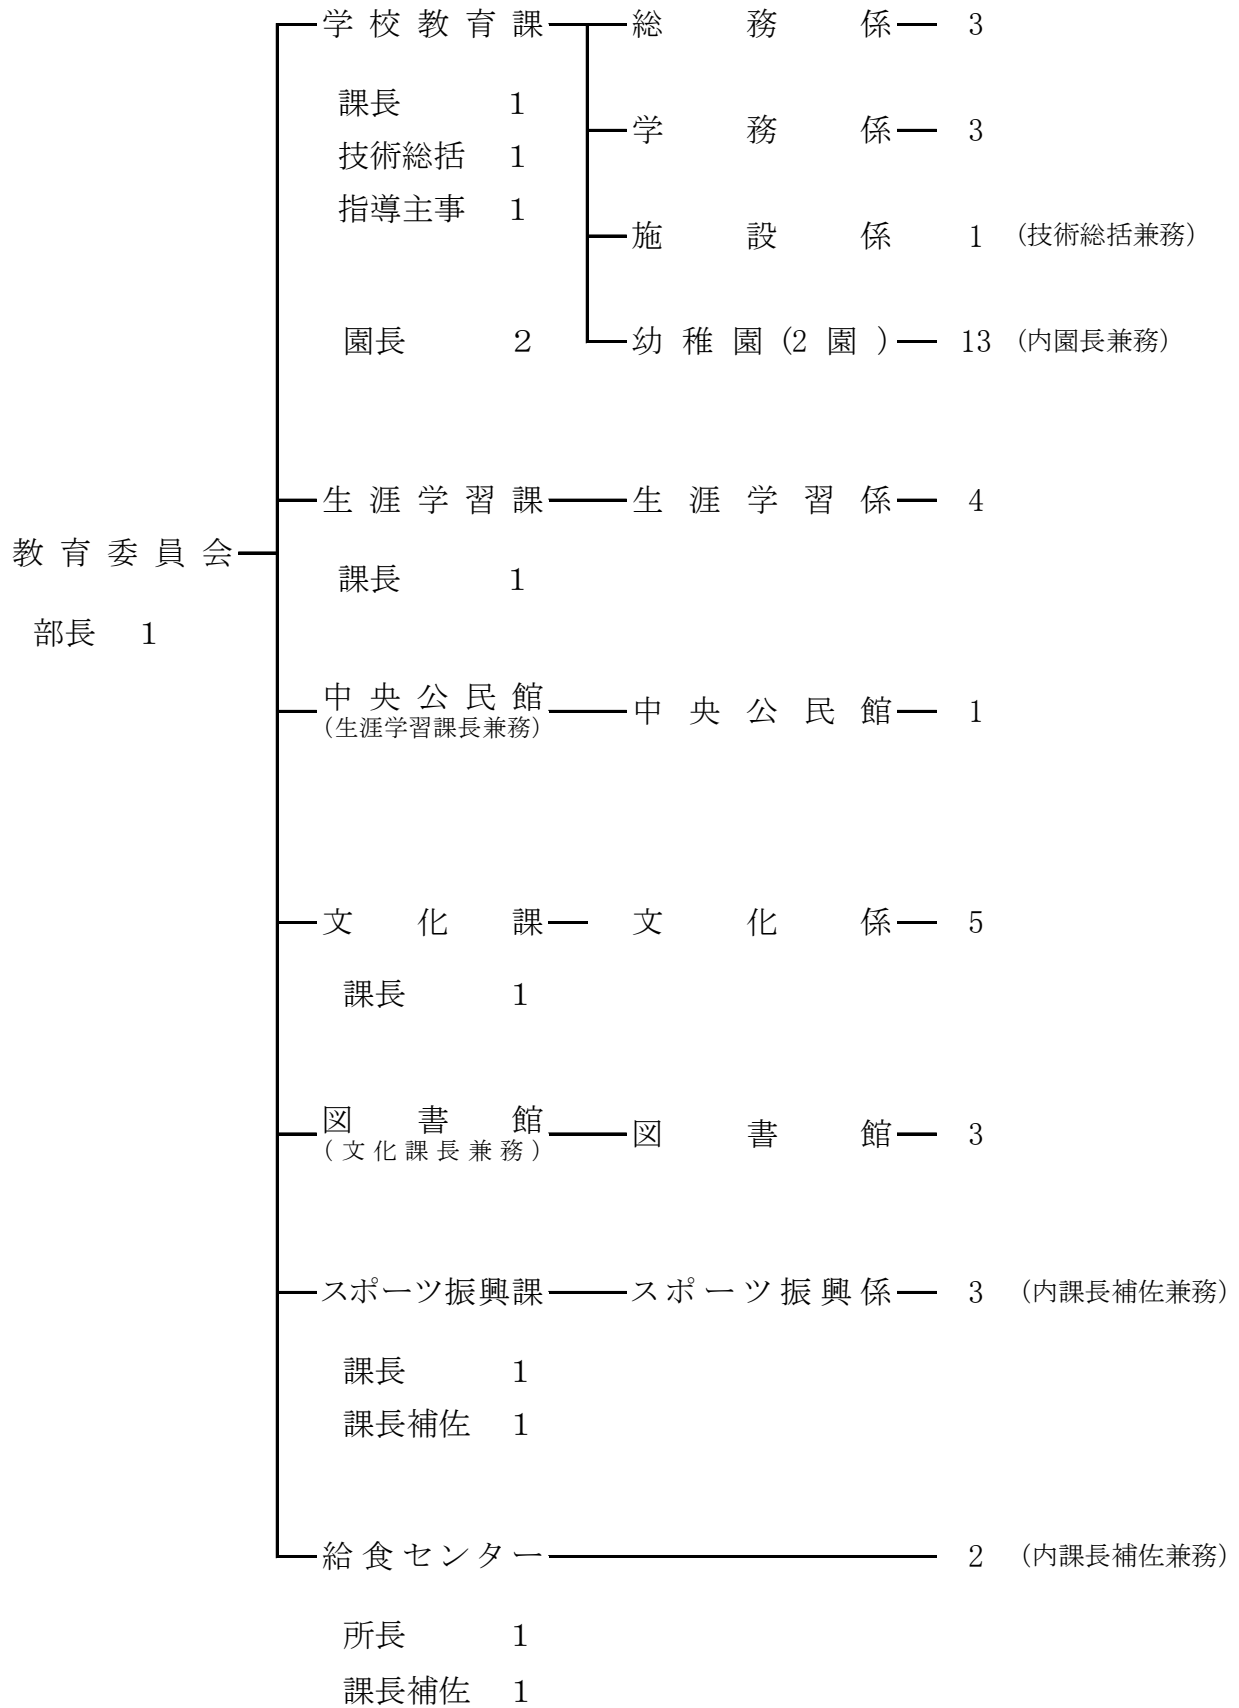 学校教育課 総務係 3
課長 1
学務係 3
技術総括 1
指導主事 1
施設係 1 (技術総括兼務)
園長 2 幼稚園(2園) 13 (内園長兼務)
生涯学習課 生涯学習係 4
教育委員会
課長 1
部長 1
中央公民館 中央公民館 1
(生涯学習課長兼務)
文化課 文化係 5
課長 1
図書館 図書館 3
(文化課長兼務)
スポーツ振興課 スポーツ振興係 3 (内課長補佐兼務)
課長 1
課長補佐 1
給食センター 2 (内課長補佐兼務)
所長 1
課長補佐 1